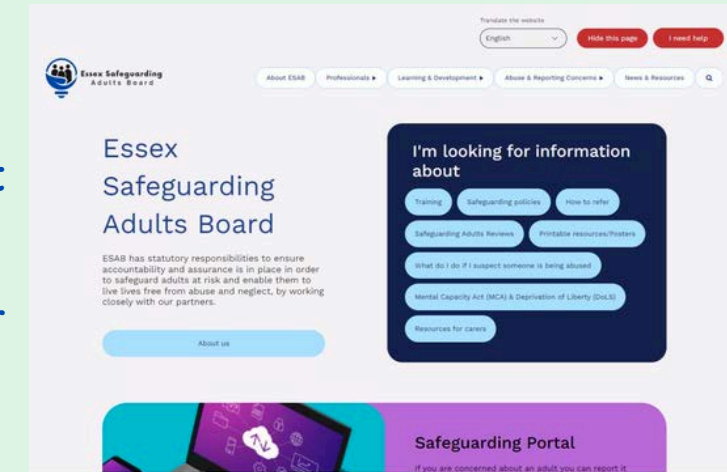 Translate the website
English
Hide this page
I need help
Essex Safeguarding
Adults Board
About ESAB
Professionals
Learning & Development
Abuse & Reporting Concerns
News & Resources
Essex
Safeguarding
Adults Board
ESAB has statutory responsibilities to ensure
accountability and assurance is in place in order
to safeguard adults at risk and enable them to
live lives free from abuse and neglect, by working
closely with our partners.
About us
I'm looking for information
about
Training
Safeguarding policies
How to refer
Safeguarding Adults Reviews
Printable resources/Posters
What do I do if I suspect someone is being abused
Mental Capacity Act (MCA) & Deprivation of Liberty (DoLS)
Resources for carers
Safeguarding Portal
If you are concerned about an adult you can report it